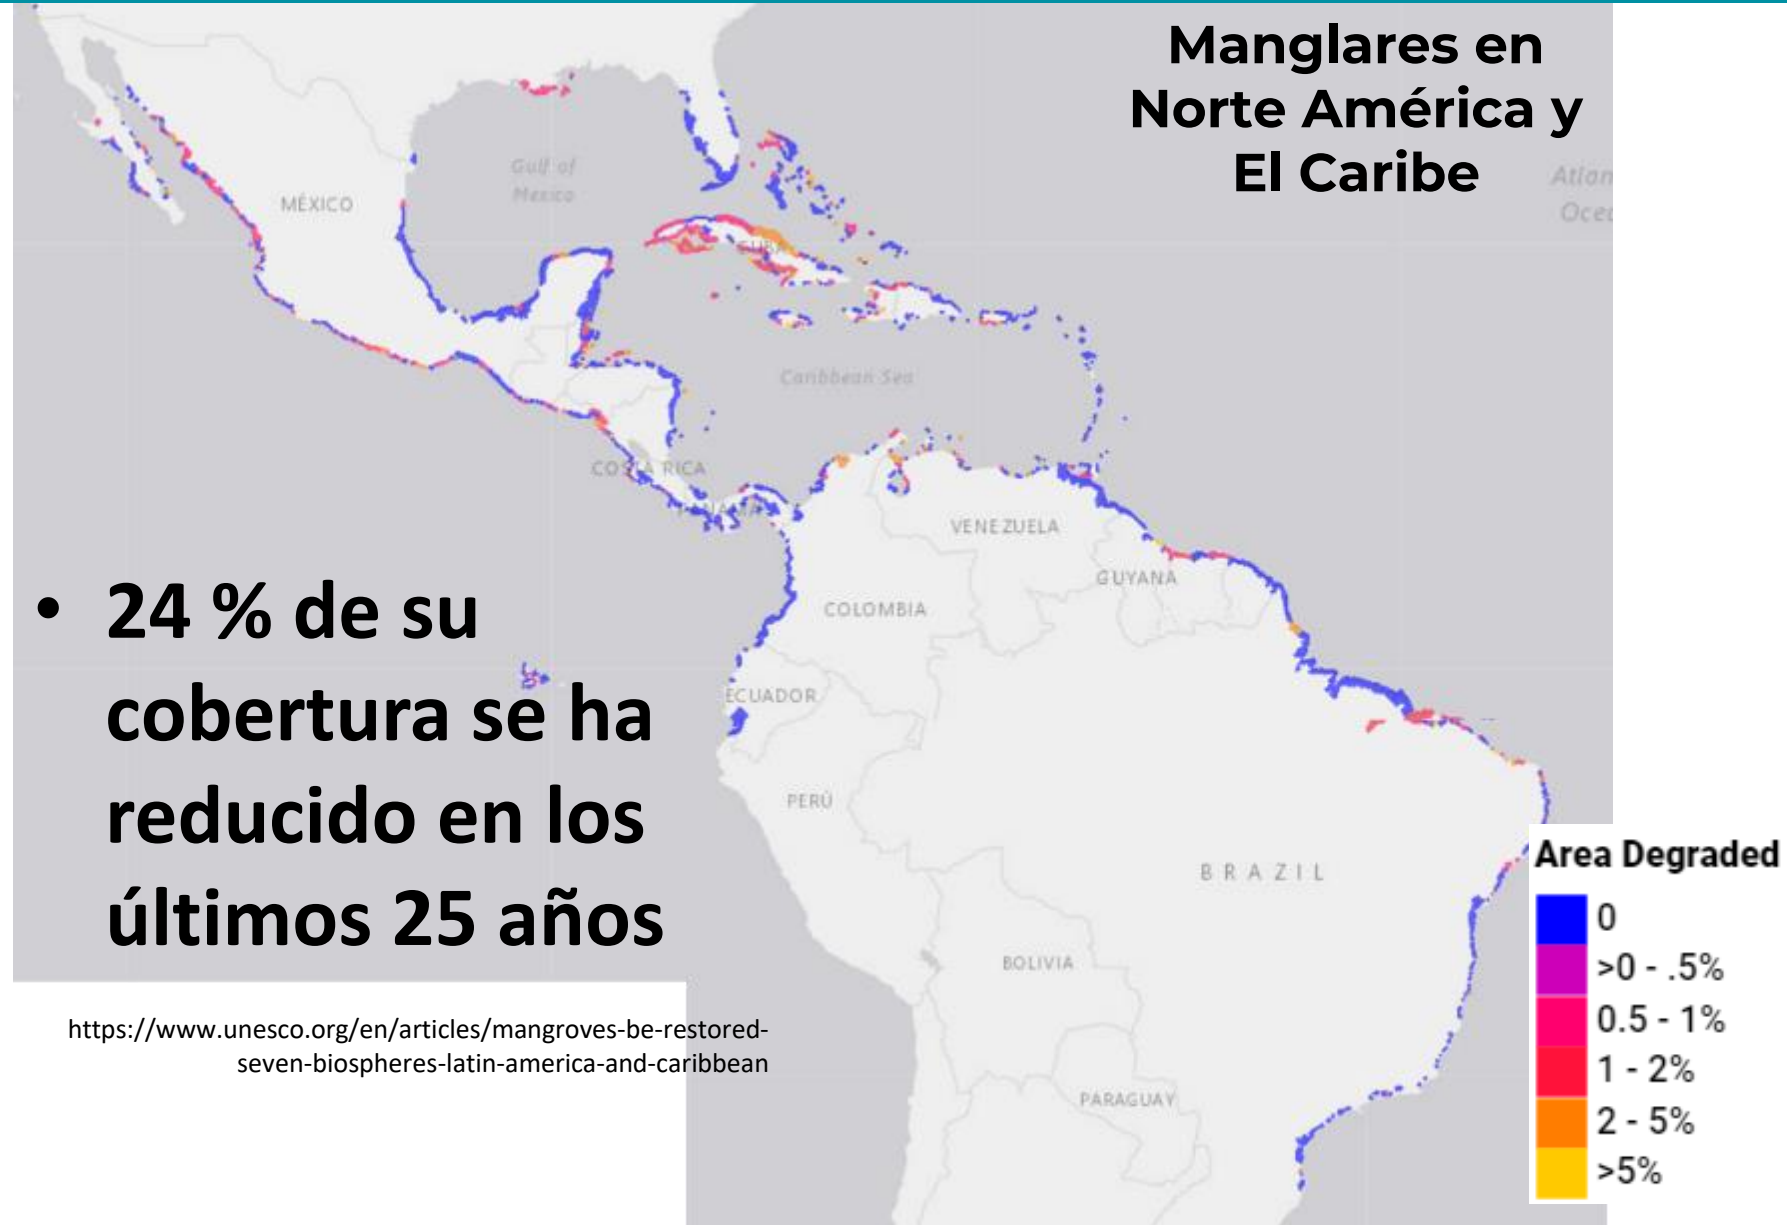 Manglares en
Norte América y
El Caribe
Gulf of
Mexico
Atlan
Ocea
MÉXICO
CUBA
Caribbean Sea
COSTA RICA
PANAMÁ
VENEZUELA
GUYANA
COLOMBIA
ECUADOR
PERÚ
BRAZIL
BOLIVIA
PARAGUAY
• 24 % de su
cobertura se ha
reducido en los
últimos 25 años
https://www.unesco.org/en/articles/mangroves-be-restored-
seven-biospheres-latin-america-and-caribbean
Area Degraded
0
>0 - .5%
0.5 - 1%
1 - 2%
2 - 5%
>5%